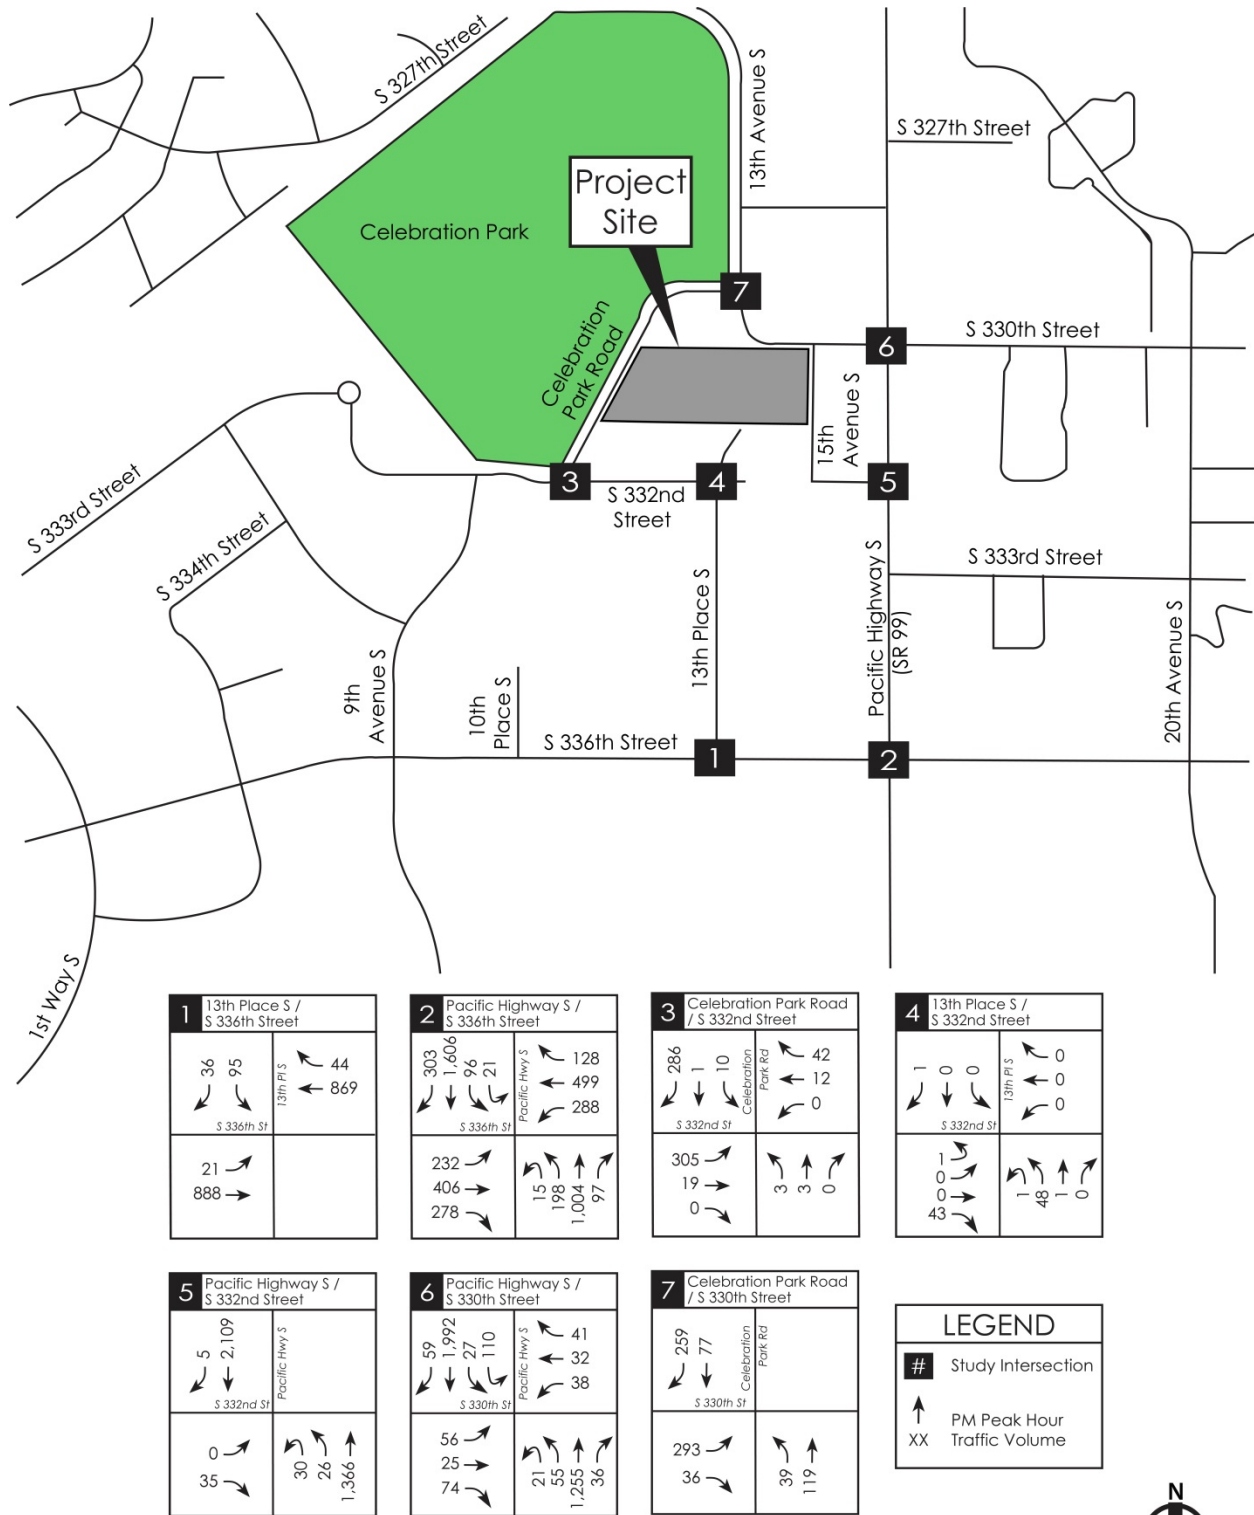 S 327th Street
13th Avenue S
S 327th Street
Project
Site
Celebration Park
7
S 330th Street
6
Celebration
Park Road
15th
Avenue S
3
4
5
S 332nd
Street
S 333rd Street
S 334th Street
S 333rd Street
13th Place S
Pacific Highway S
(SR 99)
20th Avenue S
9th
Avenue S
10th
Place S
S 336th Street
1
2
1st Way S
1
13th Place S /
S 336th Street
36
95
13th Pl S
44
869
S 336th St
21
888
2
Pacific Highway S /
S 336th Street
303
1,606
96
21
Pacific Hwy S
128
499
288
S 336th St
232
406
278
15
198
1,004
97
3
Celebration Park Road
/ S 332nd Street
286
1
10
Celebration
Park Rd
42
12
0
S 332nd St
305
19
0
3
3
0
4
13th Place S /
S 332nd Street
1
0
0
13th Pl S
0
0
0
S 332nd St
1
0
0
43
1
48
1
0
5
Pacific Highway S /
S 332nd Street
5
2,109
Pacific Hwy S
S 332nd St
0
35
30
26
1,366
6
Pacific Highway S /
S 330th Street
59
1,992
27
110
Pacific Hwy S
41
32
38
S 330th St
56
25
74
21
55
1,255
36
7
Celebration Park Road
/ S 330th Street
259
77
Celebration
Park Rd
S 330th St
293
36
39
119
LEGEND
# Study Intersection
PM Peak Hour
XX Traffic Volume
N